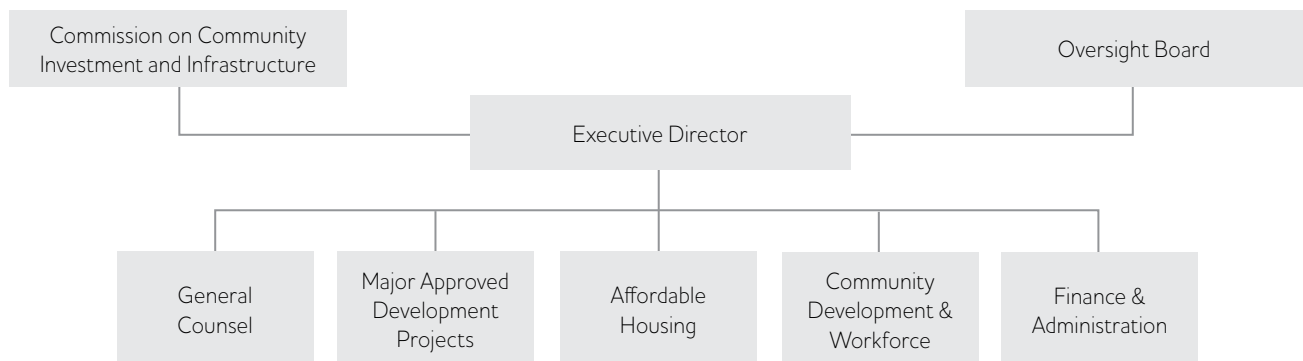 Commission on Community
Investment and Infrastructure
Oversight Board
Executive Director
General
Counsel
Major Approved
Development
Projects
Affordable
Housing
Community
Development &
Workforce
Finance &
Administration